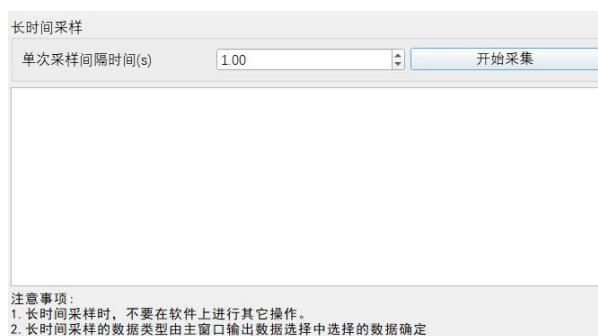 长时间采样
单次采样间隔时间(s) 1.00 开始采集
注意事项:
1. 长时间采样时, 不要在软件上进行其它操作。
2. 长时间采样的数据类型由主窗口输出数据选择中选择的数据确定